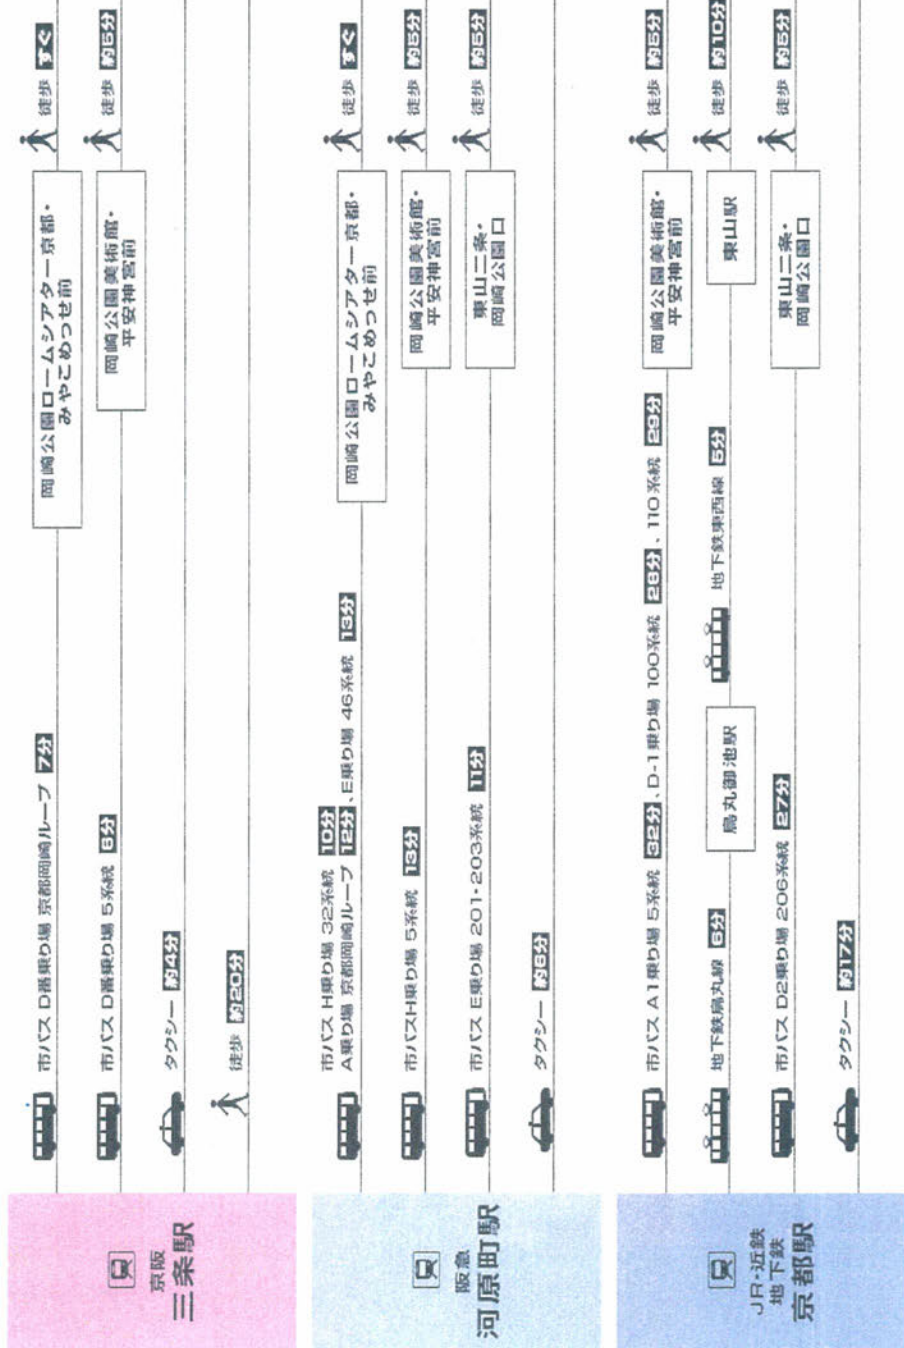 京阪
三条駅
市バス D番乗り場 京都岡崎ループ 7分
岡崎公園ロームシアター京都・
みやこめっせ前
徒歩 すぐ
市バス D番乗り場 5系統 6分
岡崎公園美術館・
平安神宮前
徒歩 約5分
タクシー 約4分
徒歩 約20分
阪急
河原町駅
市バス H乗り場 32系統 10分
A乗り場 京都岡崎ループ 12分、E乗り場 46系統 13分
岡崎公園ロームシアター京都・
みやこめっせ前
徒歩 すぐ
市バスH乗り場 5系統 13分
岡崎公園美術館・
平安神宮前
徒歩 約5分
市バス E乗り場 201・203系統 11分
東山二条・
岡崎公園口
徒歩 約5分
タクシー 約8分
JR・近鉄
地下鉄
京都駅
市バス A1乗り場 5系統 32分、D-1乗り場 100系統 28分、110系統 29分
岡崎公園美術館・
平安神宮前
徒歩 約5分
地下鉄烏丸線 6分
烏丸御池駅
地下鉄東西線 5分
東山駅
徒歩 約10分
市バス D2乗り場 206系統 27分
東山二条・
岡崎公園口
徒歩 約5分
タクシー 約17分